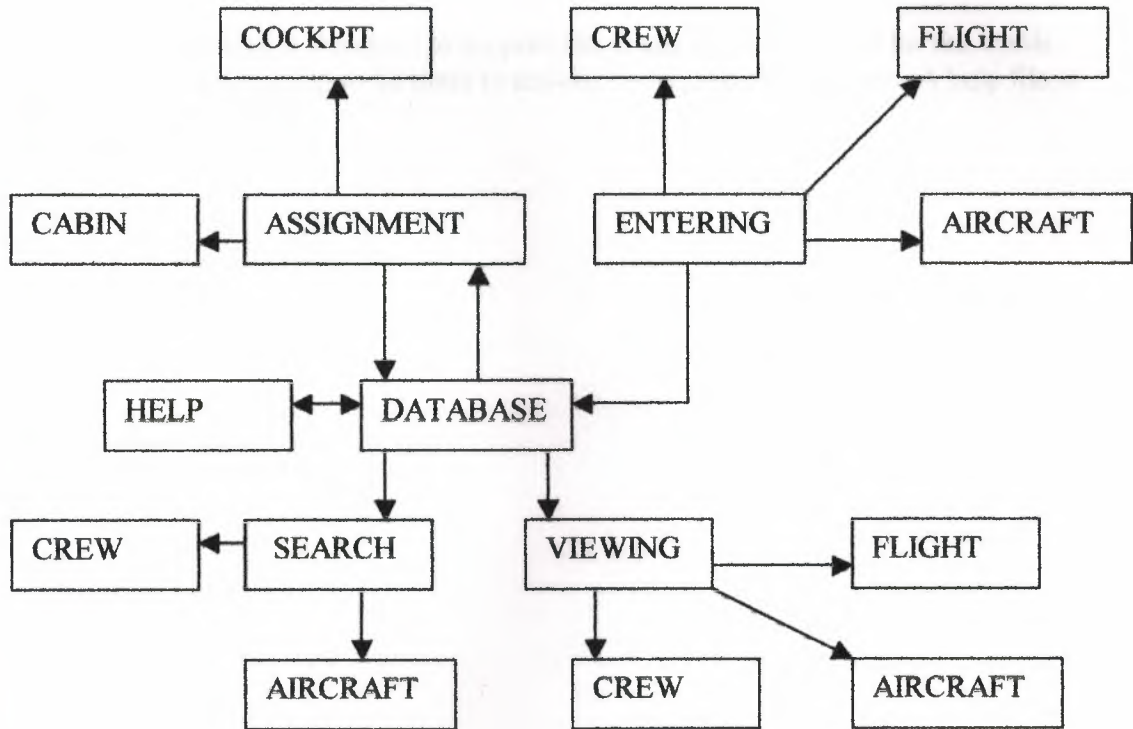 COCKPIT
CREW
FLIGHT
CABIN
ASSIGNMENT
ENTERING
AIRCRAFT
HELP
DATABASE
CREW
SEARCH
VIEWING
FLIGHT
AIRCRAFT
CREW
AIRCRAFT